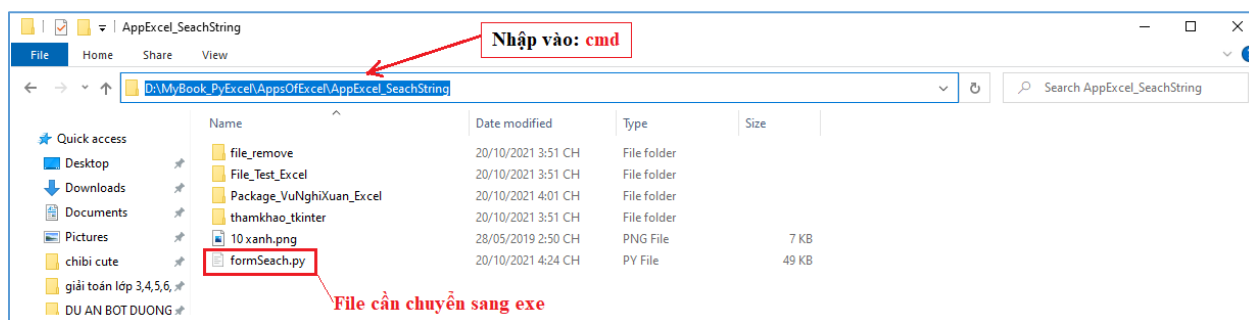 AppExcel_SeachString
Nhập vào: cmd
File Home Share View
D:\MyBook_PyExcel\AppsOfExcel\AppExcel_SeachString
Search AppExcel_SeachString
Name Date modified Type Size
Quick access
Desktop
Downloads
Documents
Pictures
chibi cute
giải toán lớp 3,4,5,6,
DU AN BOT DUONG
file_remove 20/10/2021 3:51 CH File folder
File_Test_Excel 20/10/2021 3:51 CH File folder
Package_VuNghiXuan_Excel 20/10/2021 4:01 CH File folder
thamkhao_tkinter 20/10/2021 3:51 CH File folder
10 xanh.png 28/05/2019 2:50 CH PNG File 7 KB
formSeach.py 20/10/2021 4:24 CH PY File 49 KB
File cần chuyển sang exe